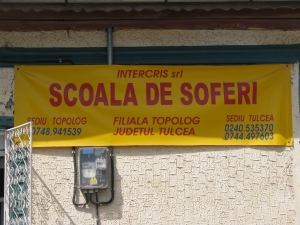 INTERCRIS srl
SCOALA DE SOFERI
SEDIU TOPOLOG
0748.941539
FILIALA TOPOLOG
JUDETUL TULCEA
SEDIU TULCEA
0240.535370
0744.497603